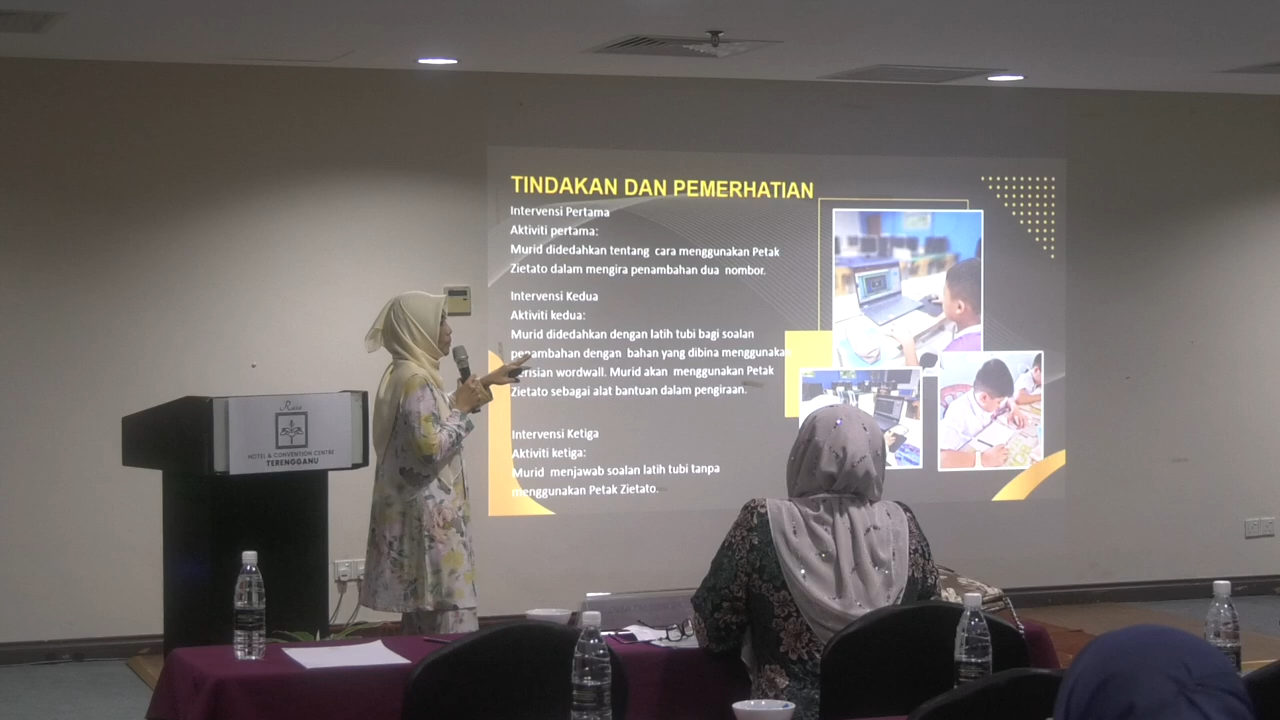 TINDAKAN DAN PEMERHATIAN
Intervensi Pertama
Aktiviti pertama:
Murid didedahkan tentang cara menggunakan Petak
Zietato dalam mengira penambahan dua nombor.
Intervensi Kedua
Aktiviti kedua:
Murid didedahkan dengan latih tubi bagi soalan
penambahan dengan bahan yang dibina menggunakan
perisian wordwall. Murid akan menggunakan Petak
Zietato sebagai alat bantuan dalam pengiraan.
Intervensi Ketiga
Aktiviti ketiga:
Murid menjawab soalan latih tubi tanpa
menggunakan Petak Zietato.
Raia
HOTEL & CONVENTION CENTRE
TERENGGANU